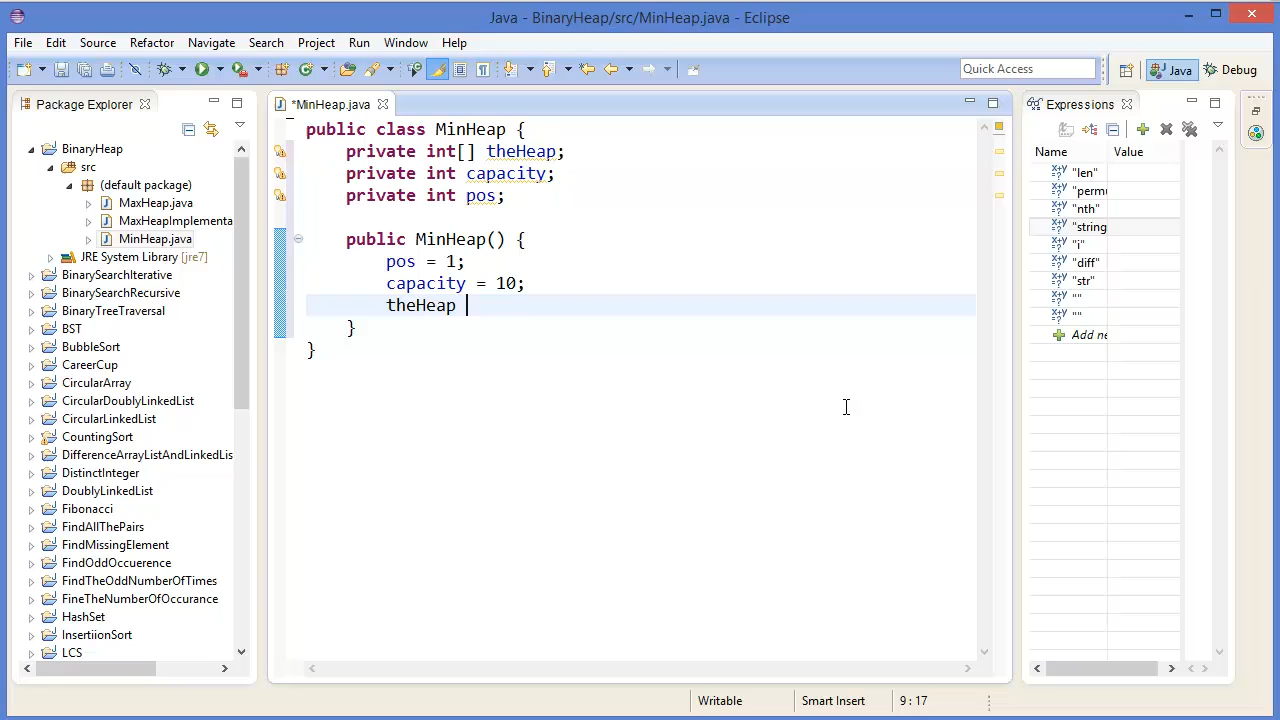 Java - BinaryHeap/src/MinHeap.java - Eclipse
File Edit Source Refactor Navigate Search Project Run Window Help
Quick Access
Java
Debug
Package Explorer
BinaryHeap
src
(default package)
MaxHeap.java
MaxHeapImplementa
MinHeap.java
JRE System Library [jre7]
BinarySearchIterative
BinarySearchRecursive
BinaryTreeTraversal
BST
BubbleSort
CareerCup
CircularArray
CircularDoublyLinkedList
CircularLinkedList
CountingSort
DifferenceArrayListAndLinkedLis
DistinctInteger
DoublyLinkedList
Fibonacci
FindAllThePairs
FindMissingElement
FindOddOccuerence
FindTheOddNumberOfTimes
FineTheNumberOfOccurance
HashSet
InsertiionSort
LCS
*MinHeap.java
public class MinHeap {
private int[] theHeap;
private int capacity;
private int pos;
public MinHeap() {
pos = 1;
capacity = 10;
theHeap
}
}
Expressions
Name Value
"len"
"permu
"nth"
"string
"i"
"diff"
"str"
""
""
Add ne
Writable
Smart Insert
9 : 17